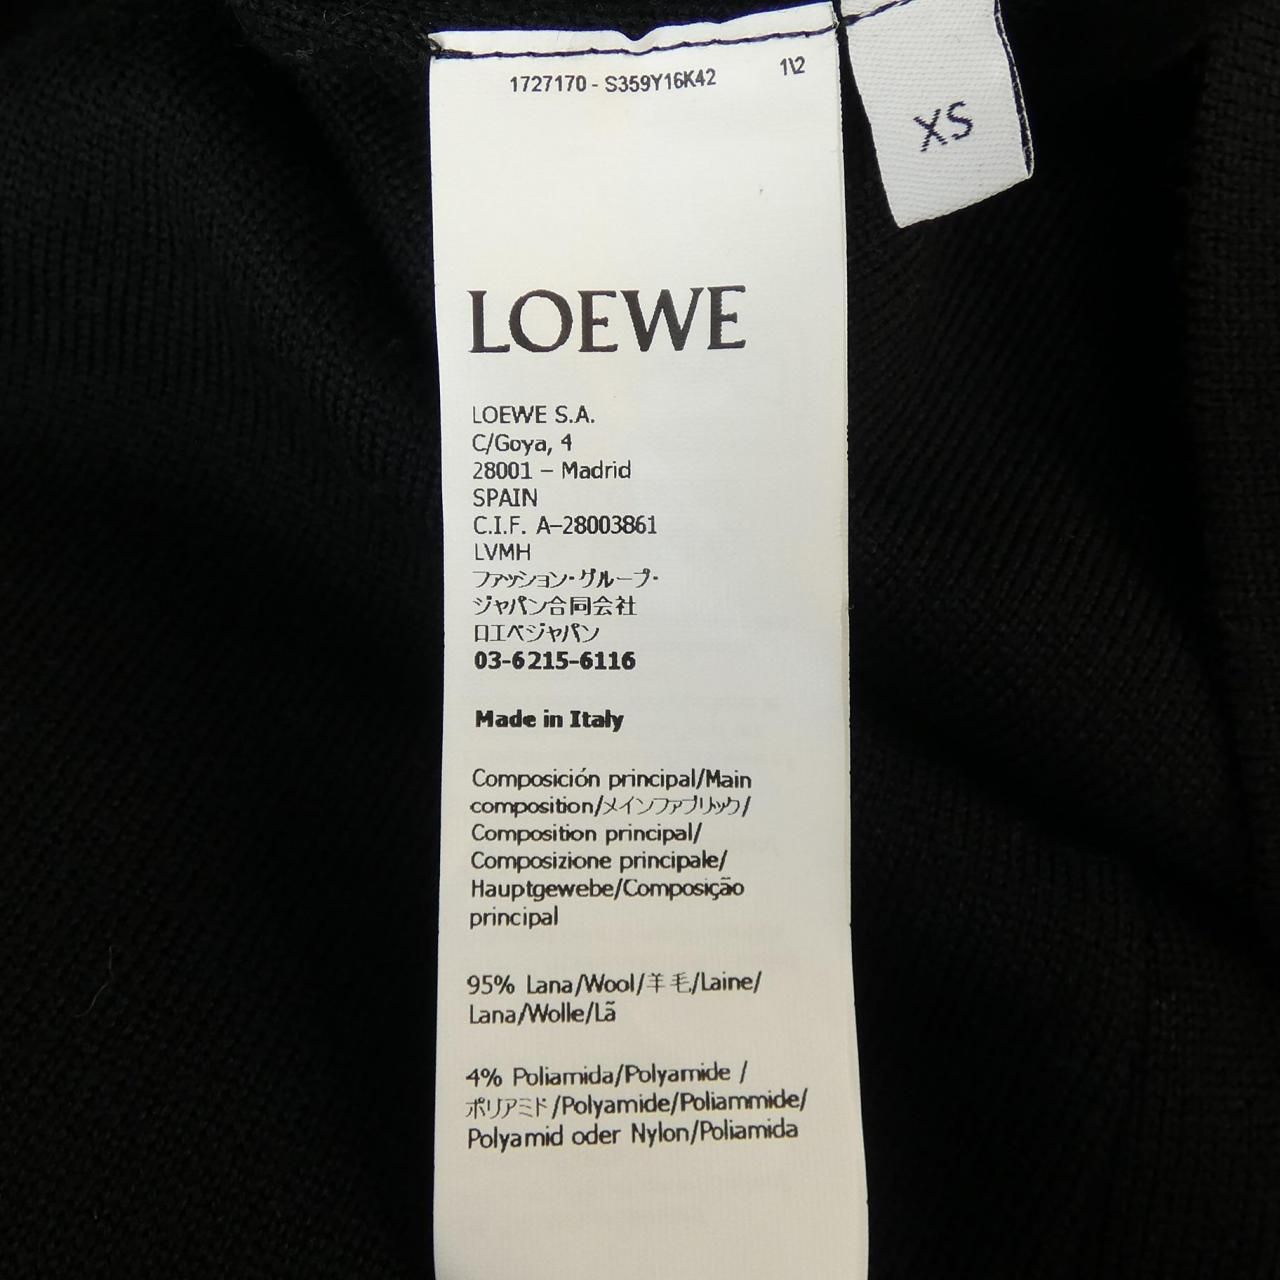 1727170 - S359Y16K42 1\2
XS
LOEWE
LOEWE S.A.
C/Goya, 4
28001 – Madrid
SPAIN
C.I.F. A–28003861
LVMH
ファッション・グループ・
ジャパン合同会社
ロエベジャパン
03-6215-6116
Made in Italy
Composición principal/Main
composition/メインファブリック/
Composition principal/
Composizione principale/
Hauptgewebe/Composição
principal
95% Lana/Wool/羊毛/Laine/
Lana/Wolle/Lã
4% Poliamida/Polyamide /
ポリアミド/Polyamide/Poliammide/
Polyamid oder Nylon/Poliamida